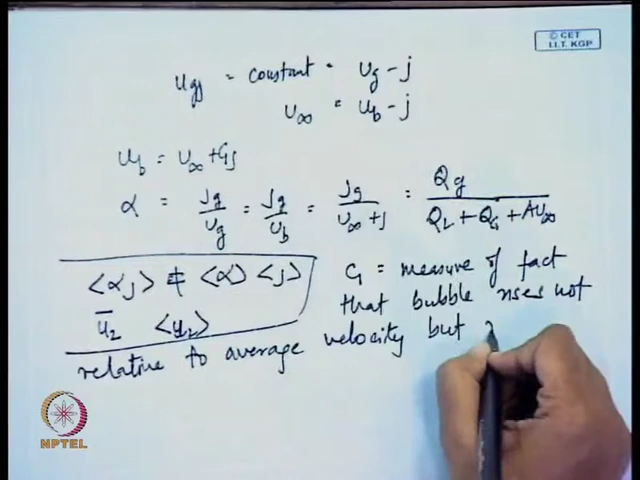 © CET
I.I.T. KGP
u_gj = constant = u_g - j
u_∞ = u_b - j
u_b = u_∞ + C_1 j
α = j_g / u_g = j_g / u_b = j_g / (u_∞ + j) = Q_g / (Q_L + Q_G + A u_∞)
<αj> ≠ <α> <j>
ū_2 <u_2>
C_1 = measure of fact
that bubble rises not
relative to average velocity but
NPTEL